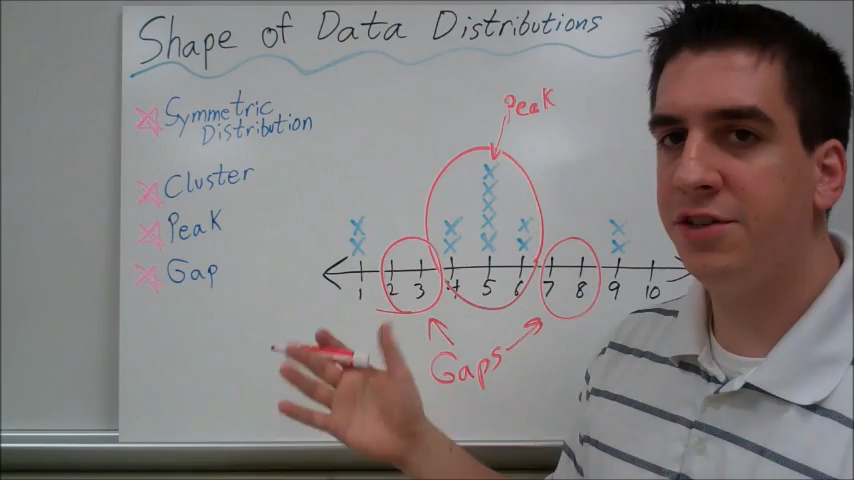 Shape of Data Distributions
Symmetric
Distribution
Cluster
Peak
Gap
Peak
1 2 3 4 5 6 7 8 9 10
Gaps